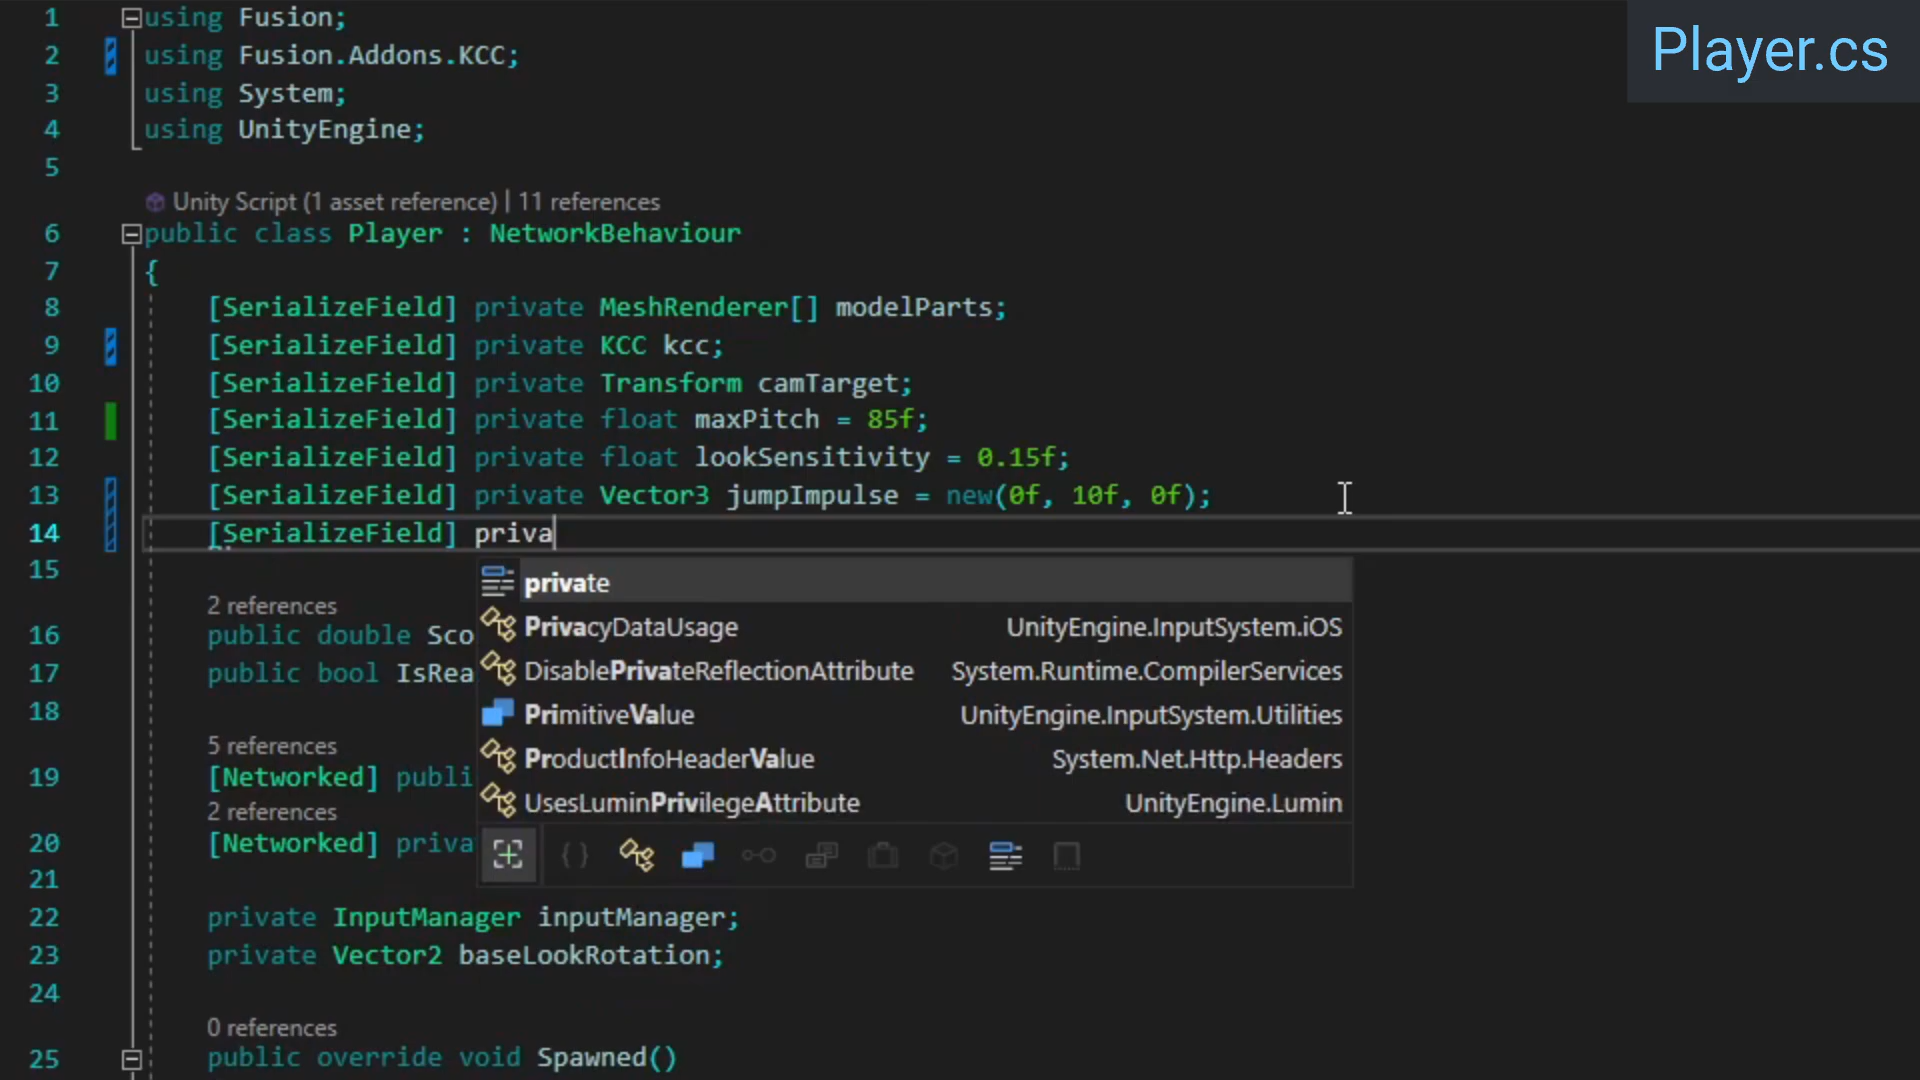 Player.cs
1 using Fusion;
2 using Fusion.Addons.KCC;
3 using System;
4 using UnityEngine;
5
Unity Script (1 asset reference) | 11 references
6 public class Player : NetworkBehaviour
7 {
8 [SerializeField] private MeshRenderer[] modelParts;
9 [SerializeField] private KCC kcc;
10 [SerializeField] private Transform camTarget;
11 [SerializeField] private float maxPitch = 85f;
12 [SerializeField] private float lookSensitivity = 0.15f;
13 [SerializeField] private Vector3 jumpImpulse = new(0f, 10f, 0f);
14 [SerializeField] priva
15
private
PrivacyDataUsage UnityEngine.InputSystem.iOS
DisablePrivateReflectionAttribute System.Runtime.CompilerServices
PrimitiveValue UnityEngine.InputSystem.Utilities
ProductInfoHeaderValue System.Net.Http.Headers
UsesLuminPrivilegeAttribute UnityEngine.Lumin
2 references
16 public double Sco
17 public bool IsRea
18
5 references
19 [Networked] publi
2 references
20 [Networked] priva
21
22 private InputManager inputManager;
23 private Vector2 baseLookRotation;
24
0 references
25 public override void Spawned()